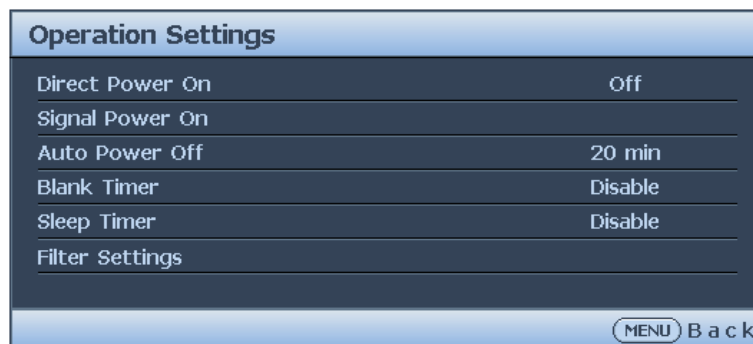 Operation Settings
Direct Power On Off
Signal Power On
Auto Power Off 20 min
Blank Timer Disable
Sleep Timer Disable
Filter Settings
MENU Back